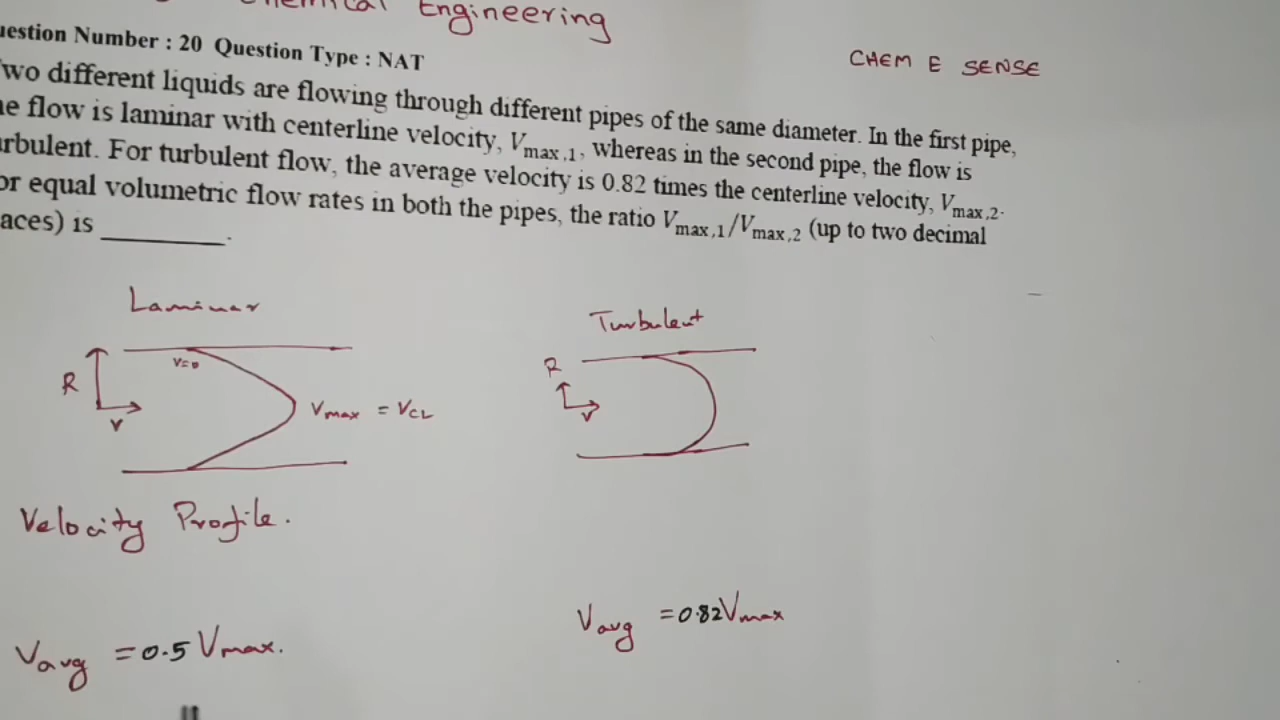 Engineering
CHEM E SENSE
Question Number : 20 Question Type : NAT
wo different liquids are flowing through different pipes of the same diameter. In the first pipe,
e flow is laminar with centerline velocity, Vmax,1, whereas in the second pipe, the flow is
rbulent. For turbulent flow, the average velocity is 0.82 times the centerline velocity, Vmax,2.
or equal volumetric flow rates in both the pipes, the ratio Vmax,1/Vmax,2 (up to two decimal
aces) is ________.
Laminar
Turbulent
R
V=0
V
Vmax = VCL
R
V
Velocity Profile.
Vavg = 0.5 Vmax.
Vavg = 0.82Vmax